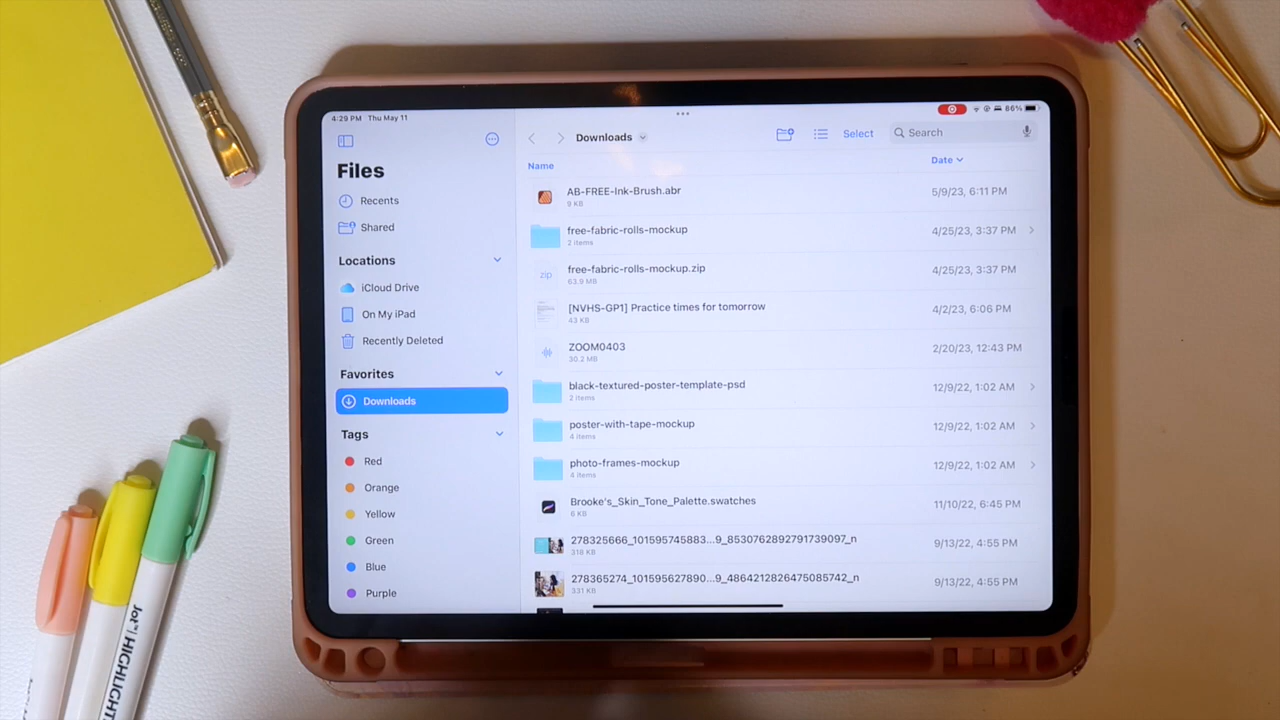 4:29 PM Thu May 11
86%
Files
Recents
Shared
Locations
iCloud Drive
On My iPad
Recently Deleted
Favorites
Downloads
Tags
Red
Orange
Yellow
Green
Blue
Purple
Downloads
Select
Search
Name
Date
AB-FREE-Ink-Brush.abr
5/9/23, 6:11 PM
9 KB
free-fabric-rolls-mockup
4/25/23, 3:37 PM
2 items
zip
free-fabric-rolls-mockup.zip
4/25/23, 3:37 PM
63.9 MB
[NVHS-GP1] Practice times for tomorrow
4/2/23, 6:06 PM
43 KB
ZOOM0403
2/20/23, 12:43 PM
30.2 MB
black-textured-poster-template-psd
12/9/22, 1:02 AM
2 items
poster-with-tape-mockup
12/9/22, 1:02 AM
4 items
photo-frames-mockup
12/9/22, 1:02 AM
4 items
Brooke's_Skin_Tone_Palette.swatches
11/10/22, 6:45 PM
6 KB
278325666_101595745883...9_8530762892791739097_n
9/13/22, 4:55 PM
318 KB
278365274_101595627890...9_4864212826475085742_n
9/13/22, 4:55 PM
331 KB
Jot™ | HIGHLIGHT